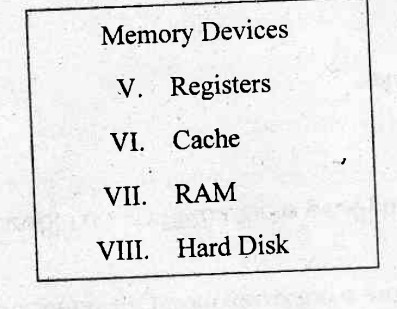 Memory Devices
V. Registers
VI. Cache
VII. RAM
VIII. Hard Disk